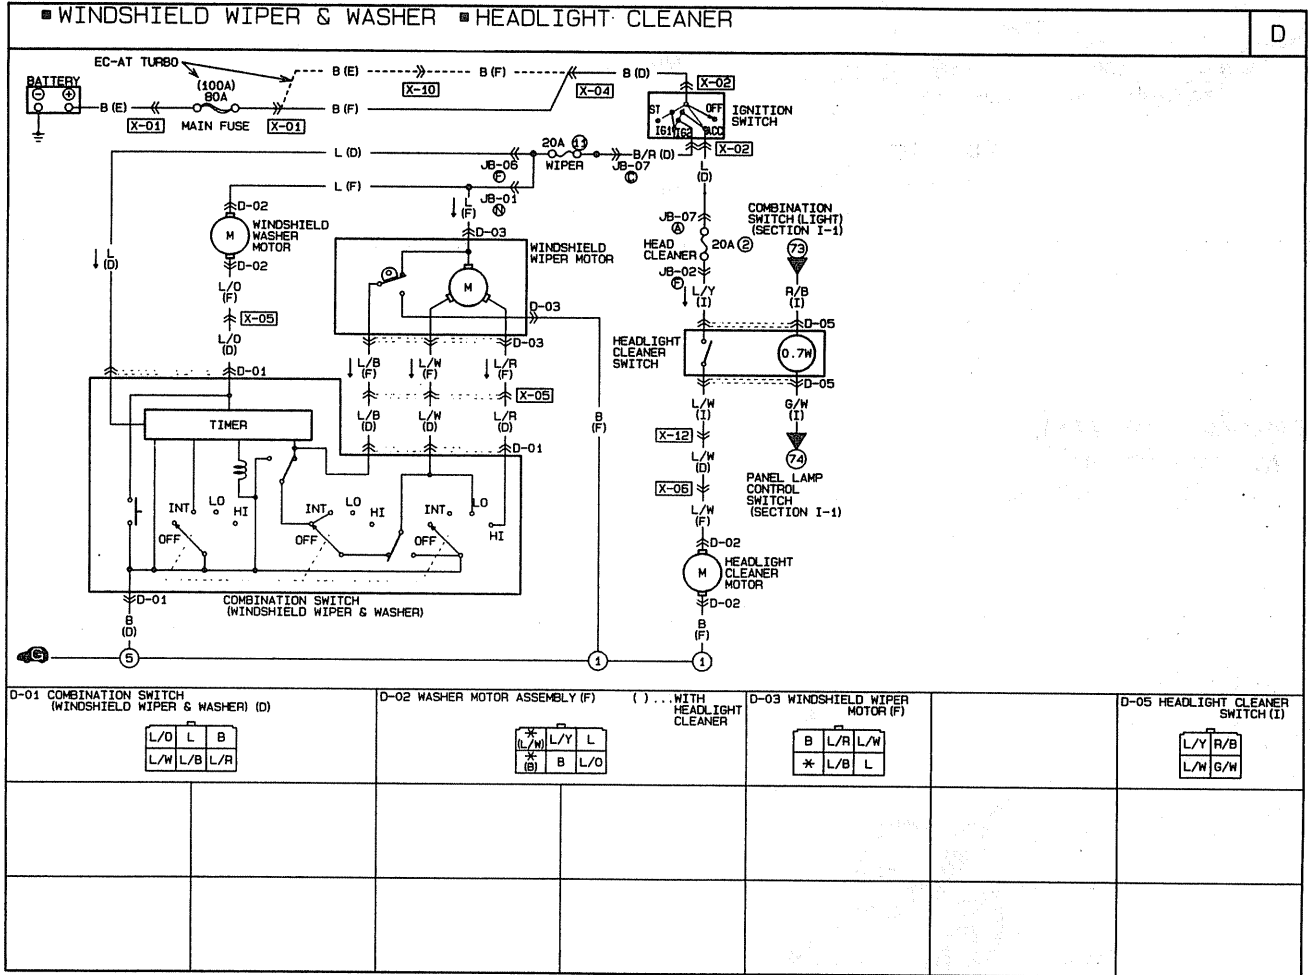 ▪WINDSHIELD WIPER & WASHER ▪HEADLIGHT CLEANER
D
EC-AT TURBO
B(E)
X-10
B(F)
X-04
B(D)
X-02
BATTERY
⊖ ⊕
B(E)
X-01
(100A)
80A
MAIN FUSE
X-01
B(F)
ST
OFF
IG1
IG2
ACC
IGNITION
SWITCH
X-02
L(D)
JB-06
F
20A 11
WIPER
JB-07
C
B/R(D)
L(F)
JB-01
N
L
(D)
D-02
M
WINDSHIELD
WASHER
MOTOR
D-02
L
(F)
D-03
WINDSHIELD
WIPER MOTOR
M
D-03
D-03
JB-07
A
HEAD
CLEANER
20A 2
JB-02
F
L/Y
(I)
COMBINATION
SWITCH(LIGHT)
(SECTION I-1)
73
R/B
(I)
D-05
HEADLIGHT
CLEANER
SWITCH
0.7W
D-05
L
(D)
L/O
(F)
X-05
L/O
(D)
D-01
L/B
(F)
L/W
(F)
L/R
(F)
X-05
L/B
(D)
L/W
(D)
L/R
(D)
D-01
B
(F)
L/W
(I)
G/W
(I)
X-12
L/W
(D)
X-06
L/W
(F)
74
PANEL LAMP
CONTROL
SWITCH
(SECTION I-1)
TIMER
INT
LO
HI
OFF
INT
LO
HI
OFF
INT
LO
HI
OFF
D-02
M
HEADLIGHT
CLEANER
MOTOR
D-02
D-01
COMBINATION SWITCH
(WINDSHIELD WIPER & WASHER)
B
(D)
B
(F)
G
5
1
1
D-01 COMBINATION SWITCH
(WINDSHIELD WIPER & WASHER)(D)
L/O L B
L/W L/B L/R
D-02 WASHER MOTOR ASSEMBLY(F)
( )...WITH
HEADLIGHT
CLEANER
* (L/W) L/Y L
* (B) B L/O
D-03 WINDSHIELD WIPER
MOTOR(F)
B L/R L/W
* L/B L
D-05 HEADLIGHT CLEANER
SWITCH(I)
L/Y R/B
L/W G/W